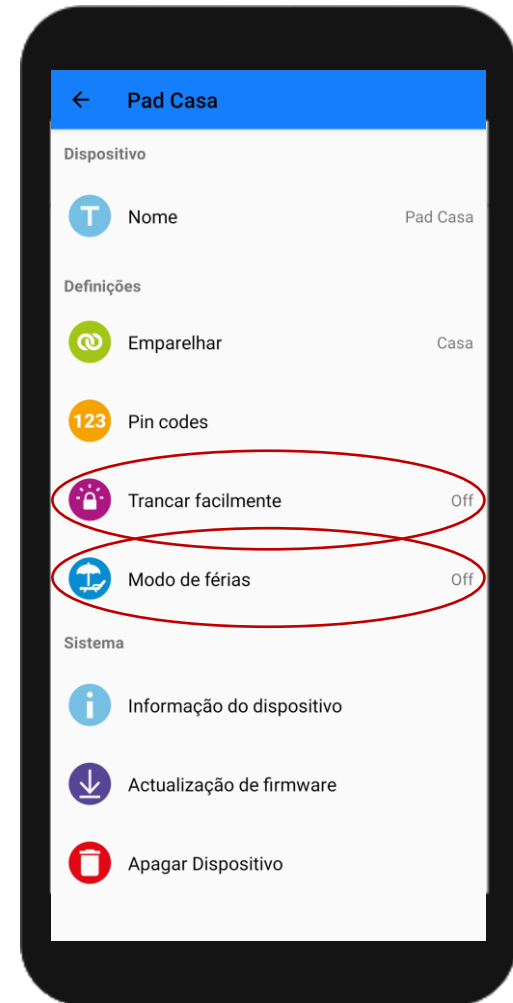 Pad Casa
Dispositivo
T Nome Pad Casa
Definições
Emparelhar Casa
123 Pin codes
Trancar facilmente Off
Modo de férias Off
Sistema
i Informação do dispositivo
Actualização de firmware
Apagar Dispositivo